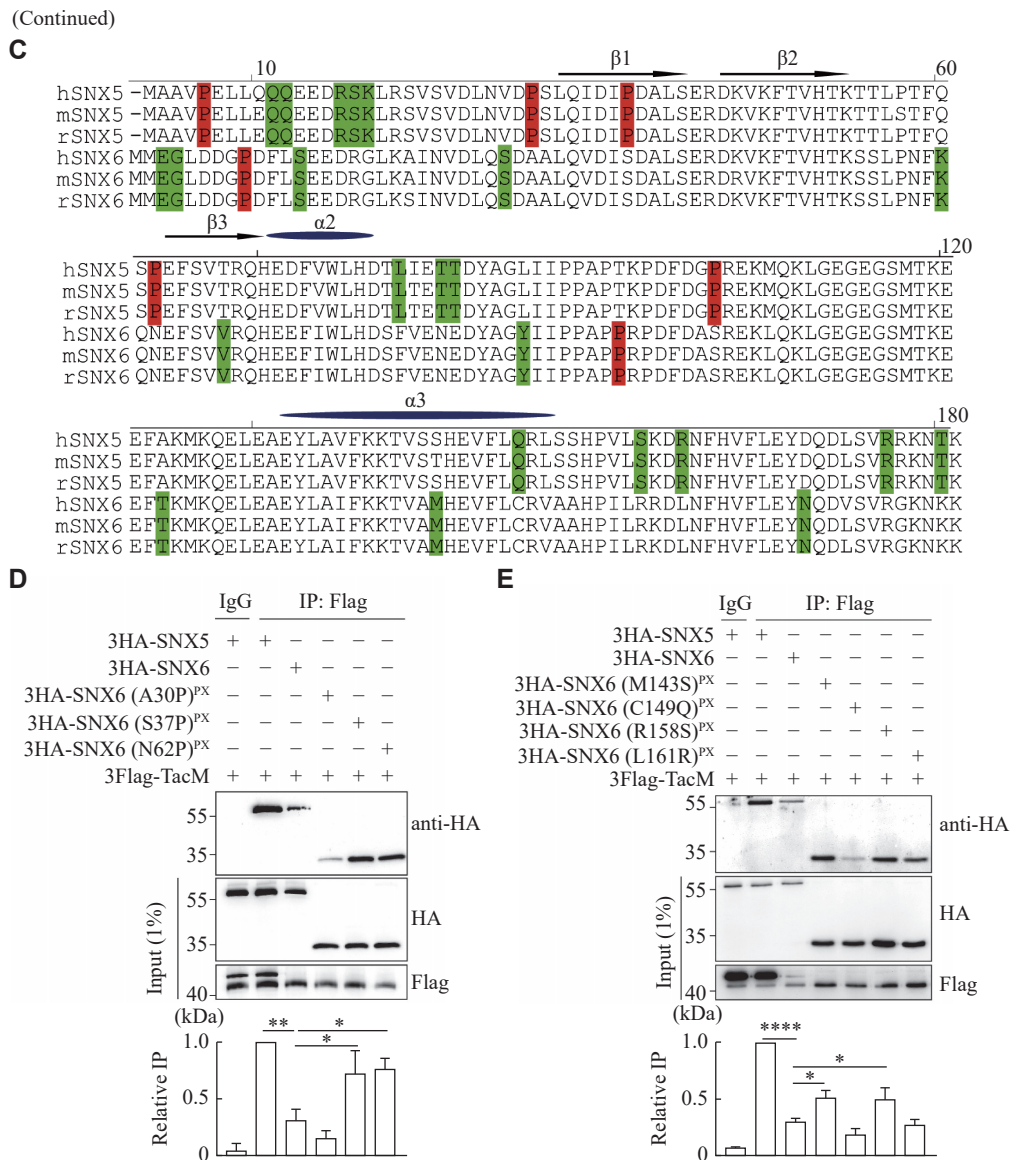 (Continued)
C
10 β1 β2 60
hSNX5 -MAAVPELLQQQEEDRSKLRSVSVDLNVDPSLQIDIPDALSERDKVKFTVHTKTTLPTFQ
mSNX5 -MAAVPELLEQQEEDRSKLRSVSVDLNVDPSLQIDIPDALSERDKVKFTVHTKTTLPTFQ
rSNX5 -MAAVPELLEQQEEDRSKLRSVSVDLNVDPSLQIDIPDALSERDKVKFTVHTKTTLPTFQ
hSNX6 MMEGLDDGPDFLSEEDRGLKAINVDLQSDAALQVDISDALSERDKVKFTVHTKSSLPNFK
mSNX6 MMEGLDDGPDFLSEEDRGLKAINVDLQSDAALQVDISDALSERDKVKFTVHTKSSLPNFK
rSNX6 MMEGLDDGPDFLSEEDRGLKAINVDLQSDAALQVDISDALSERDKVKFTVHTKSSLPNFK
β3 α2 120
hSNX5 SPEFSVTRQHEDFVWLHDTLIETTDYAGLIIPPAPTKPDFDGPREKMQKLGEGEGSMTKE
mSNX5 SPEFSVTRQHEDFVWLHDTLTETTDYAGLIIPPAPTKPDFDGPREKMQKLGEGEGSMTKE
rSNX5 SPEFSVTRQHEDFVWLHDTLTETTDYAGLIIPPAPTKPDFDGPREKMQKLGEGEGSMTKE
hSNX6 QNEFSVVRQHEEFIWLHDSFVENEDYAGYIIPPAPPRPDFDASREKLQKLGEGEGSMTKE
mSNX6 QNEFSVVRQHEEFIWLHDSFVENEDYAGYIIPPAPPRPDFDASREKLQKLGEGEGSMTKE
rSNX6 QNEFSVVRQHEEFIWLHDSFVENEDYAGYIIPPAPPRPDFDASREKLQKLGEGEGSMTKE
α3 180
hSNX5 EFAKMKQELEAEYLAVFKKTVSSHEVFLQRLSSHPVLSKDRNFHVFLEYDQDLSVRRKNTK
mSNX5 EFAKMKQELEAEYLAVFKKTVSTHEVFLQRLSSHPVLSKDRNFHVFLEYDQDLSVRRKNTK
rSNX5 EFAKMKQELEAEYLAVFKKTVSSHEVFLQRLSSHPVLSKDRNFHVFLEYDQDLSVRRKNTK
hSNX6 EFTKMKQELEAEYLAIFKKTVAMHEVFLCRVAAHPILRRDLNFHVFLEYNQDVSVRGKNKK
mSNX6 EFTKMKQELEAEYLAIFKKTVAMHEVFLCRVAAHPILRKDLNFHVFLEYNQDLSVRGKNKK
rSNX6 EFTKMKQELEAEYLAIFKKTVAMHEVFLCRVAAHPILRKDLNFHVFLEYNQDLSVRGKNKK
D
IgG IP: Flag
3HA-SNX5 + + − − − −
3HA-SNX6 − − + − − −
3HA-SNX6 (A30P)PX − − − + − −
3HA-SNX6 (S37P)PX − − − − + −
3HA-SNX6 (N62P)PX − − − − − +
3Flag-TacM + + + + + +
55
35
anti-HA
55
35
HA
40
Flag
Input (1%)
(kDa)
** * *
1.0
0.5
0
Relative IP
E
IgG IP: Flag
3HA-SNX5 + + − − − − −
3HA-SNX6 − − + − − − −
3HA-SNX6 (M143S)PX − − − + − − −
3HA-SNX6 (C149Q)PX − − − − + − −
3HA-SNX6 (R158S)PX − − − − − + −
3HA-SNX6 (L161R)PX − − − − − − +
3Flag-TacM + + + + + + +
55
35
anti-HA
55
35
HA
40
Flag
Input (1%)
(kDa)
**** * *
1.0
0.5
0
Relative IP